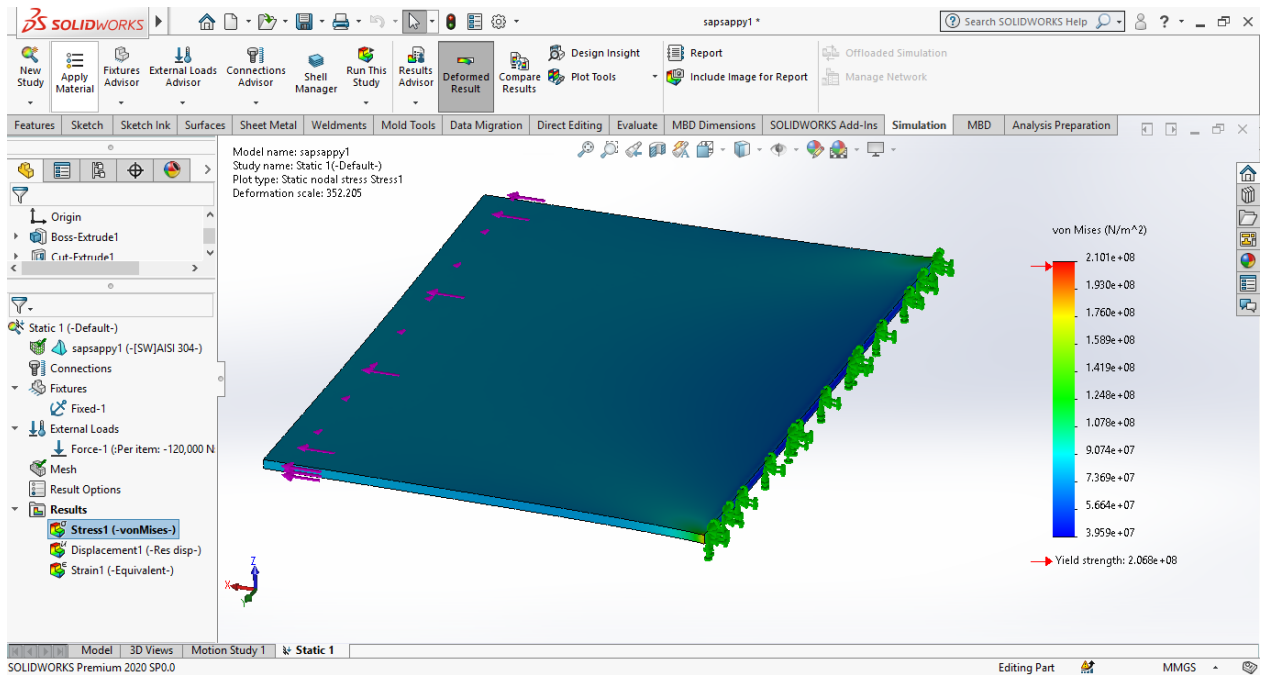 SOLIDWORKS
sapsappy1 *
Search SOLIDWORKS Help
New Study
Apply Material
Fixtures Advisor
External Loads Advisor
Connections Advisor
Shell Manager
Run This Study
Results Advisor
Deformed Result
Compare Results
Design Insight
Plot Tools
Report
Include Image for Report
Offloaded Simulation
Manage Network
Features Sketch Sketch Ink Surfaces Sheet Metal Weldments Mold Tools Data Migration Direct Editing Evaluate MBD Dimensions SOLIDWORKS Add-Ins Simulation MBD Analysis Preparation
Origin
Boss-Extrude1
Cut-Extrude1
Static 1 (-Default-)
sapsappy1 (-[SW]AISI 304-)
Connections
Fixtures
Fixed-1
External Loads
Force-1 (:Per item: -120,000 N
Mesh
Result Options
Results
Stress1 (-vonMises-)
Displacement1 (-Res disp-)
Strain1 (-Equivalent-)
Model name: sapsappy1
Study name: Static 1(-Default-)
Plot type: Static nodal stress Stress1
Deformation scale: 352.205
von Mises (N/m^2)
2.101e+08
1.930e+08
1.760e+08
1.589e+08
1.419e+08
1.248e+08
1.078e+08
9.074e+07
7.369e+07
5.664e+07
3.959e+07
Yield strength: 2.068e+08
Z
X
Y
Model 3D Views Motion Study 1 Static 1
SOLIDWORKS Premium 2020 SP0.0
Editing Part
MMGS